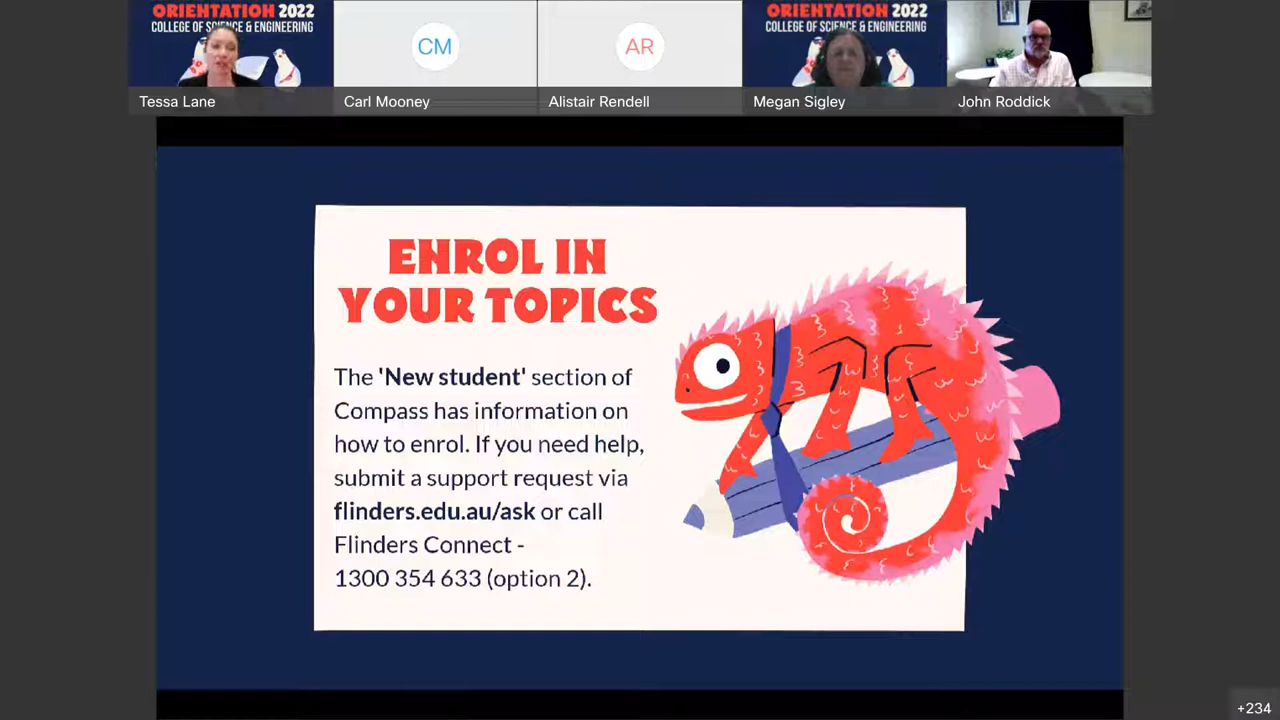 ORIENTATION 2022
COLLEGE OF SCIENCE & ENGINEERING
Tessa Lane
CM
Carl Mooney
AR
Alistair Rendell
ORIENTATION 2022
COLLEGE OF SCIENCE & ENGINEERING
Megan Sigley
John Roddick
ENROL IN
YOUR TOPICS
The 'New student' section of
Compass has information on
how to enrol. If you need help,
submit a support request via
flinders.edu.au/ask or call
Flinders Connect -
1300 354 633 (option 2).
+234